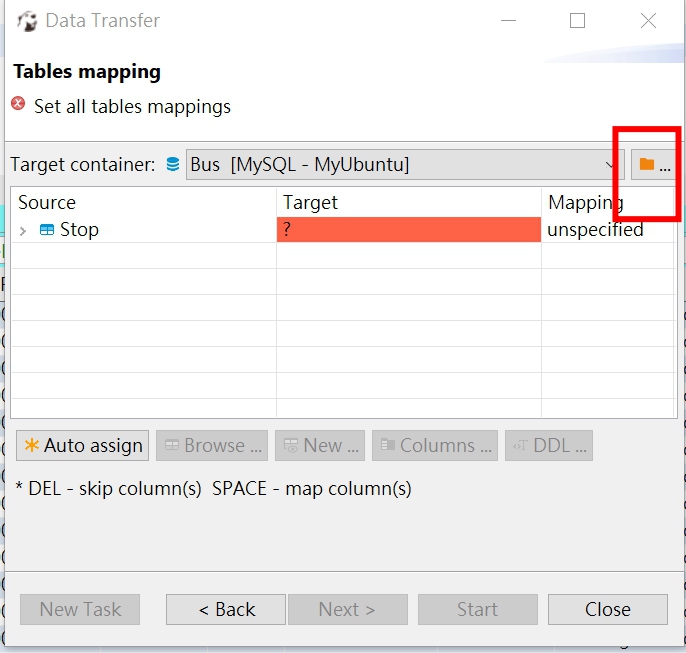 Data Transfer
Tables mapping
Set all tables mappings
Target container: Bus [MySQL - MyUbuntu] ...
Source Target Mapping
Stop ? unspecified
Auto assign Browse ... New ... Columns ... DDL ...
* DEL - skip column(s) SPACE - map column(s)
New Task < Back Next > Start Close